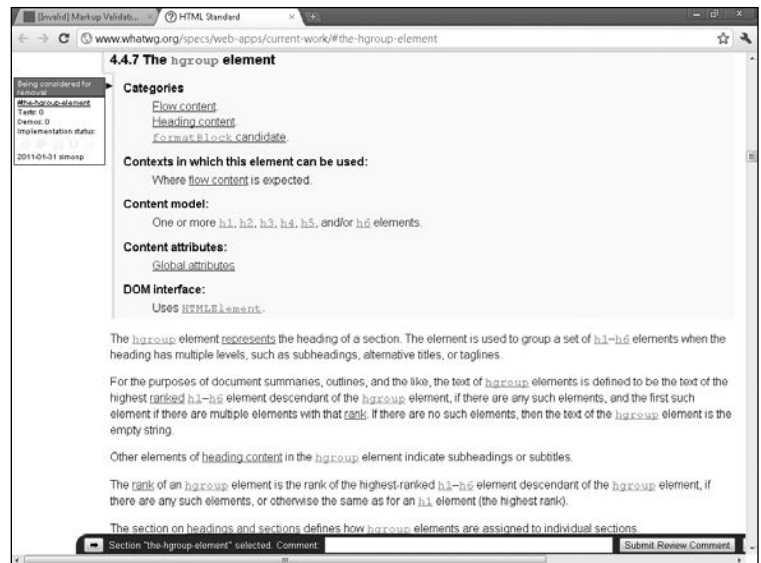 [Invalid] Markup Validati...
HTML Standard
www.whatwg.org/specs/web-apps/current-work/#the-hgroup-element
4.4.7 The hgroup element
Being considered for
removal
#the-hgroup-element
Tests: 0
Demos: 0
Implementation status:
2011-01-31 simonp
Categories
Flow content.
Heading content.
formatBlock candidate.
Contexts in which this element can be used:
Where flow content is expected.
Content model:
One or more h1, h2, h3, h4, h5, and/or h6 elements.
Content attributes:
Global attributes
DOM interface:
Uses HTMLElement.
The hgroup element represents the heading of a section. The element is used to group a set of h1–h6 elements when the
heading has multiple levels, such as subheadings, alternative titles, or taglines.
For the purposes of document summaries, outlines, and the like, the text of hgroup elements is defined to be the text of the
highest ranked h1–h6 element descendant of the hgroup element, if there are any such elements, and the first such
element if there are multiple elements with that rank. If there are no such elements, then the text of the hgroup element is the
empty string.
Other elements of heading content in the hgroup element indicate subheadings or subtitles.
The rank of an hgroup element is the rank of the highest-ranked h1–h6 element descendant of the hgroup element, if
there are any such elements, or otherwise the same as for an h1 element (the highest rank).
The section on headings and sections defines how hgroup elements are assigned to individual sections.
Section "the-hgroup-element" selected. Comment:
Submit Review Comment